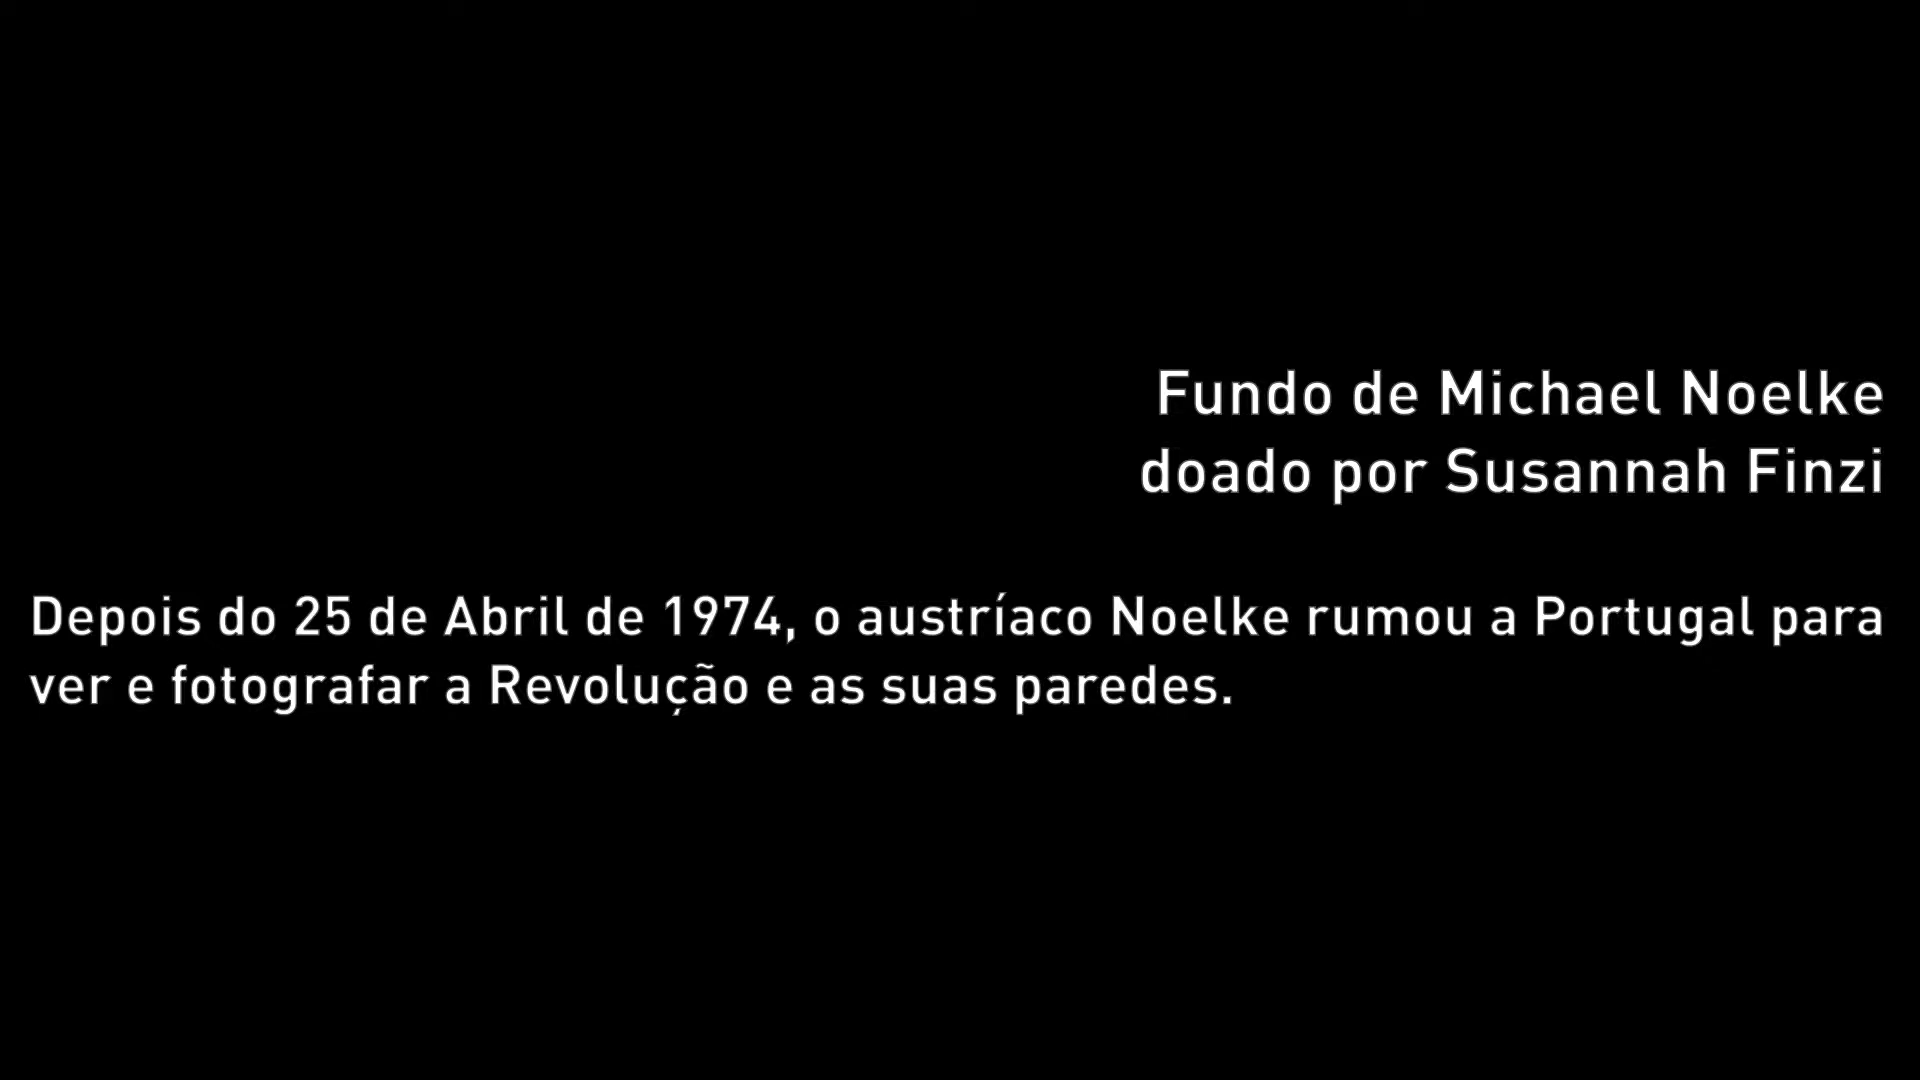 Fundo de Michael Noelke
doado por Susannah Finzi
Depois do 25 de Abril de 1974, o austríaco Noelke rumou a Portugal para
ver e fotografar a Revolução e as suas paredes.